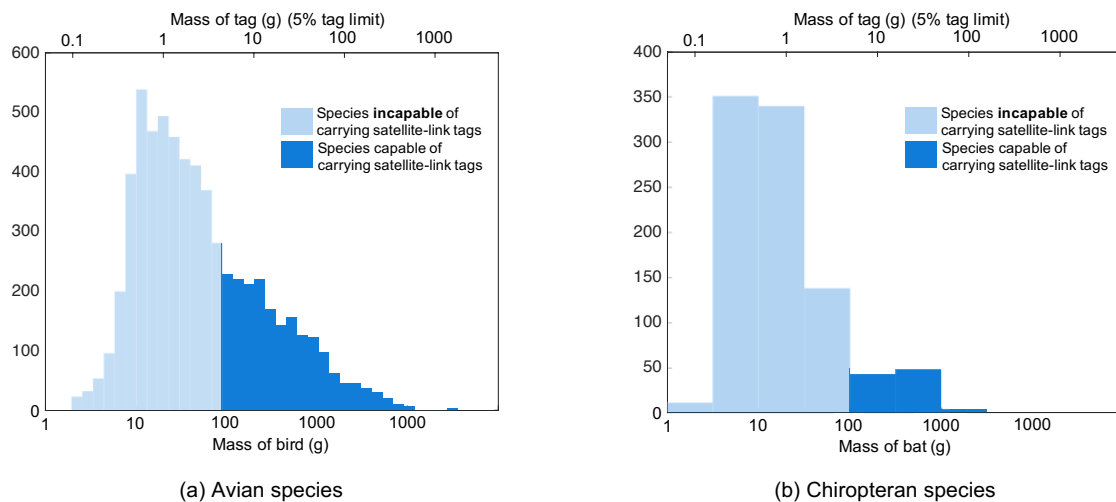 Mass of tag (g) (5% tag limit)
0.1 1 10 100 1000
600
500
400
300
200
100
0
Species incapable of
carrying satellite-link tags
Species capable of
carrying satellite-link tags
1 10 100 1000 1000
Mass of bird (g)
(a) Avian species
Mass of tag (g) (5% tag limit)
0.1 1 10 100 1000
400
350
300
250
200
150
100
50
0
Species incapable of
carrying satellite-link tags
Species capable of
carrying satellite-link tags
1 10 100 1000 1000
Mass of bat (g)
(b) Chiropteran species